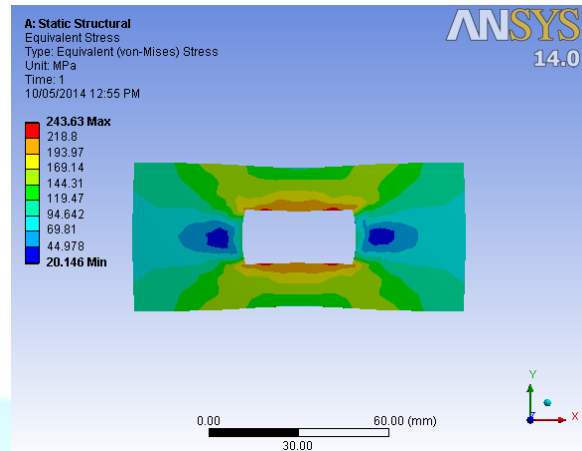 A: Static Structural
Equivalent Stress
Type: Equivalent (von-Mises) Stress
Unit: MPa
Time: 1
10/05/2014 12:55 PM
ANSYS
14.0
243.63 Max
218.8
193.97
169.14
144.31
119.47
94.642
69.81
44.978
20.146 Min
Y
Z
X
0.00 60.00 (mm)
30.00